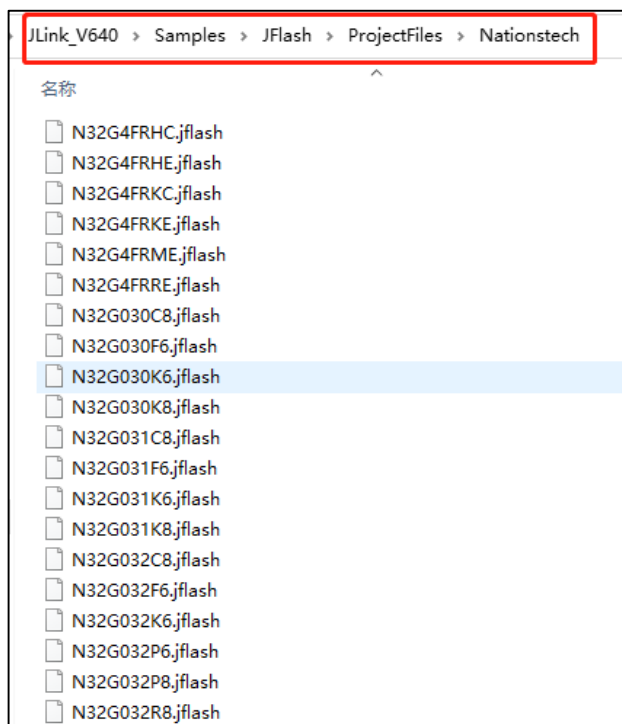 JLink_V640 › Samples › JFlash › ProjectFiles › Nationstech
名称
N32G4FRHC.jflash
N32G4FRHE.jflash
N32G4FRKC.jflash
N32G4FRKE.jflash
N32G4FRME.jflash
N32G4FRRE.jflash
N32G030C8.jflash
N32G030F6.jflash
N32G030K6.jflash
N32G030K8.jflash
N32G031C8.jflash
N32G031F6.jflash
N32G031K6.jflash
N32G031K8.jflash
N32G032C8.jflash
N32G032F6.jflash
N32G032K6.jflash
N32G032P6.jflash
N32G032P8.jflash
N32G032R8.jflash